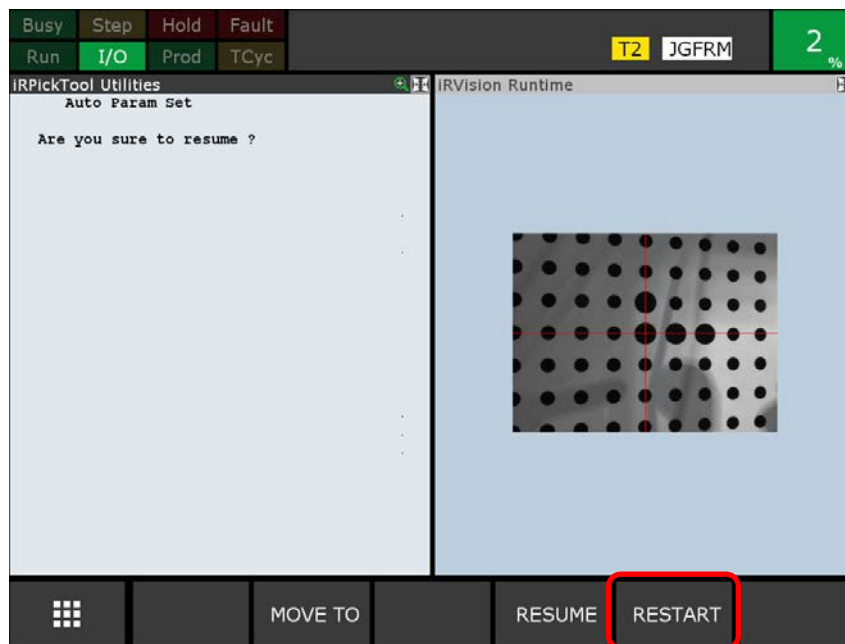 Busy Step Hold Fault
Run I/O Prod TCyc
T2 JGFRM
2 %
iRPickTool Utilities
Auto Param Set
Are you sure to resume ?
iRVision Runtime
MOVE TO RESUME RESTART